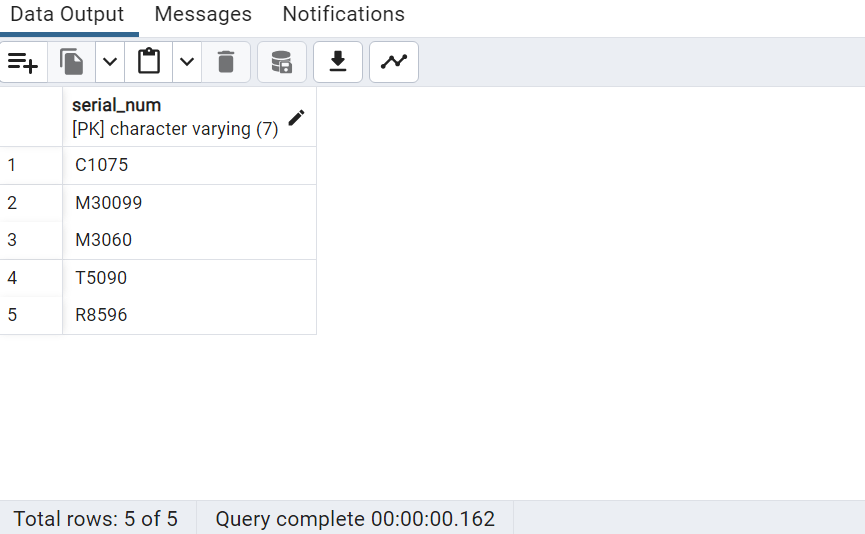 Data Output Messages Notifications
serial_num
[PK] character varying (7)
1 C1075
2 M30099
3 M3060
4 T5090
5 R8596
Total rows: 5 of 5 Query complete 00:00:00.162